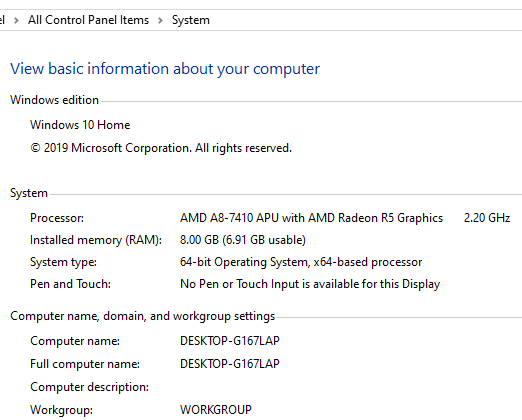 All Control Panel Items > System
View basic information about your computer
Windows edition
Windows 10 Home
© 2019 Microsoft Corporation. All rights reserved.
System
Processor: AMD A8-7410 APU with AMD Radeon R5 Graphics 2.20 GHz
Installed memory (RAM): 8.00 GB (6.91 GB usable)
System type: 64-bit Operating System, x64-based processor
Pen and Touch: No Pen or Touch Input is available for this Display
Computer name, domain, and workgroup settings
Computer name: DESKTOP-G167LAP
Full computer name: DESKTOP-G167LAP
Computer description:
Workgroup: WORKGROUP